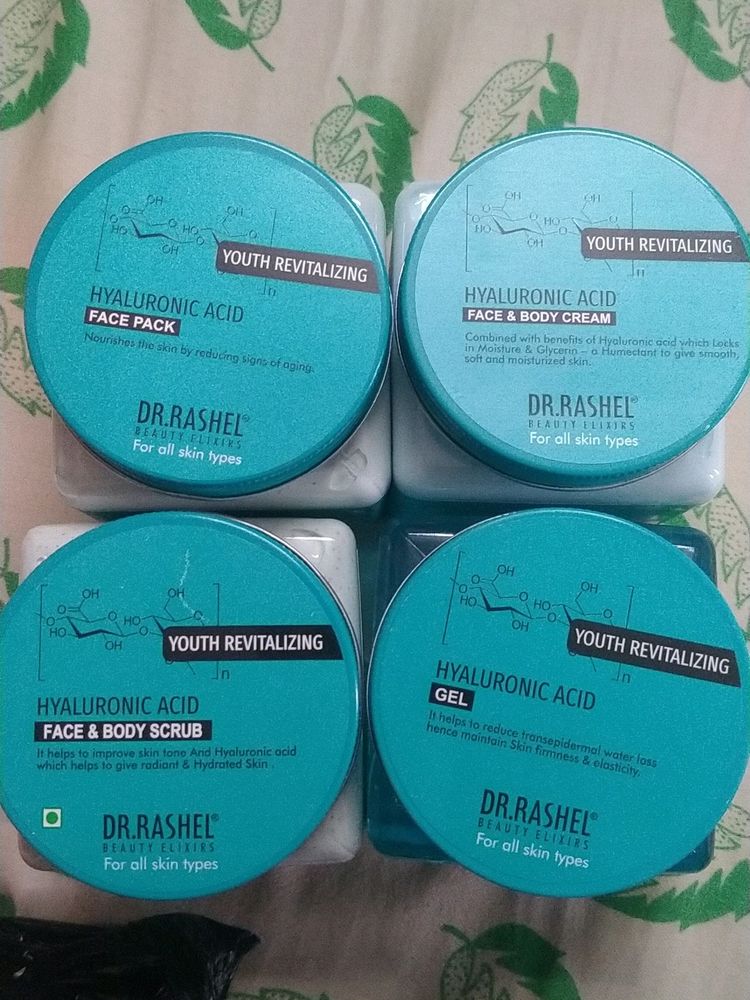 YOUTH REVITALIZING
HYALURONIC ACID
FACE PACK
Nourishes the skin by reducing signs of aging.
DR.RASHEL®
BEAUTY ELIXIRS
For all skin types
YOUTH REVITALIZING
HYALURONIC ACID
FACE & BODY CREAM
Combined with benefits of Hyaluronic acid which Locks
in Moisture & Glycerin – a Humectant to give smooth,
soft and moisturized skin.
DR.RASHEL®
BEAUTY ELIXIRS
For all skin types
OH
OH
O
HO
HO
OH
n
YOUTH REVITALIZING
HYALURONIC ACID
FACE & BODY SCRUB
It helps to improve skin tone And Hyaluronic acid
which helps to give radiant & Hydrated Skin .
DR.RASHEL®
BEAUTY ELIXIRS
For all skin types
YOUTH REVITALIZING
HYALURONIC ACID
GEL
It helps to reduce transepidermal water loss
hence maintain Skin firmness & elasticity.
DR.RASHEL®
BEAUTY ELIXIRS
For all skin types